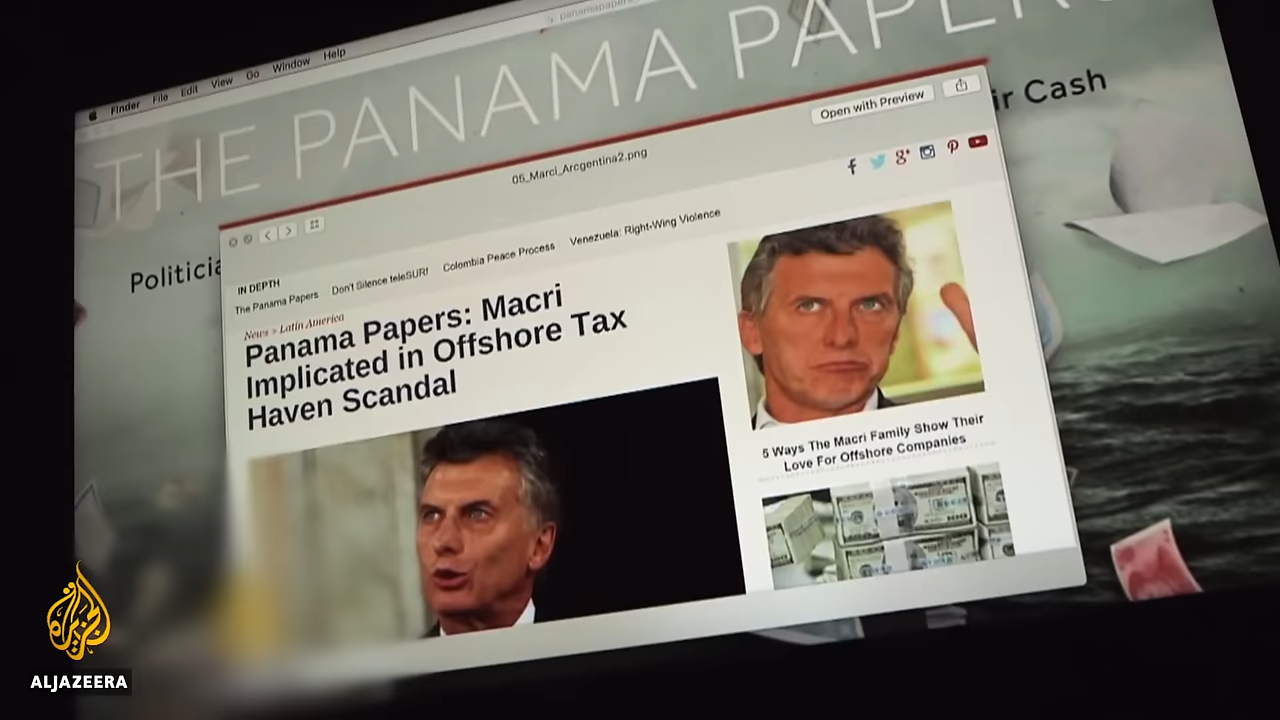 Finder File Edit View Go Window Help
THE PANAMA
ir Cash
Open with Preview
05_Marci_Arcgentina2.png
IN DEPTH
The Panama Papers Don't Silence teleSUR! Colombia Peace Process Venezuela: Right-Wing Violence
Politicia
News > Latin America
Panama Papers: Macri
Implicated in Offshore Tax
Haven Scandal
5 Ways The Macri Family Show Their
Love For Offshore Companies
الجزيرة
ALJAZEERA